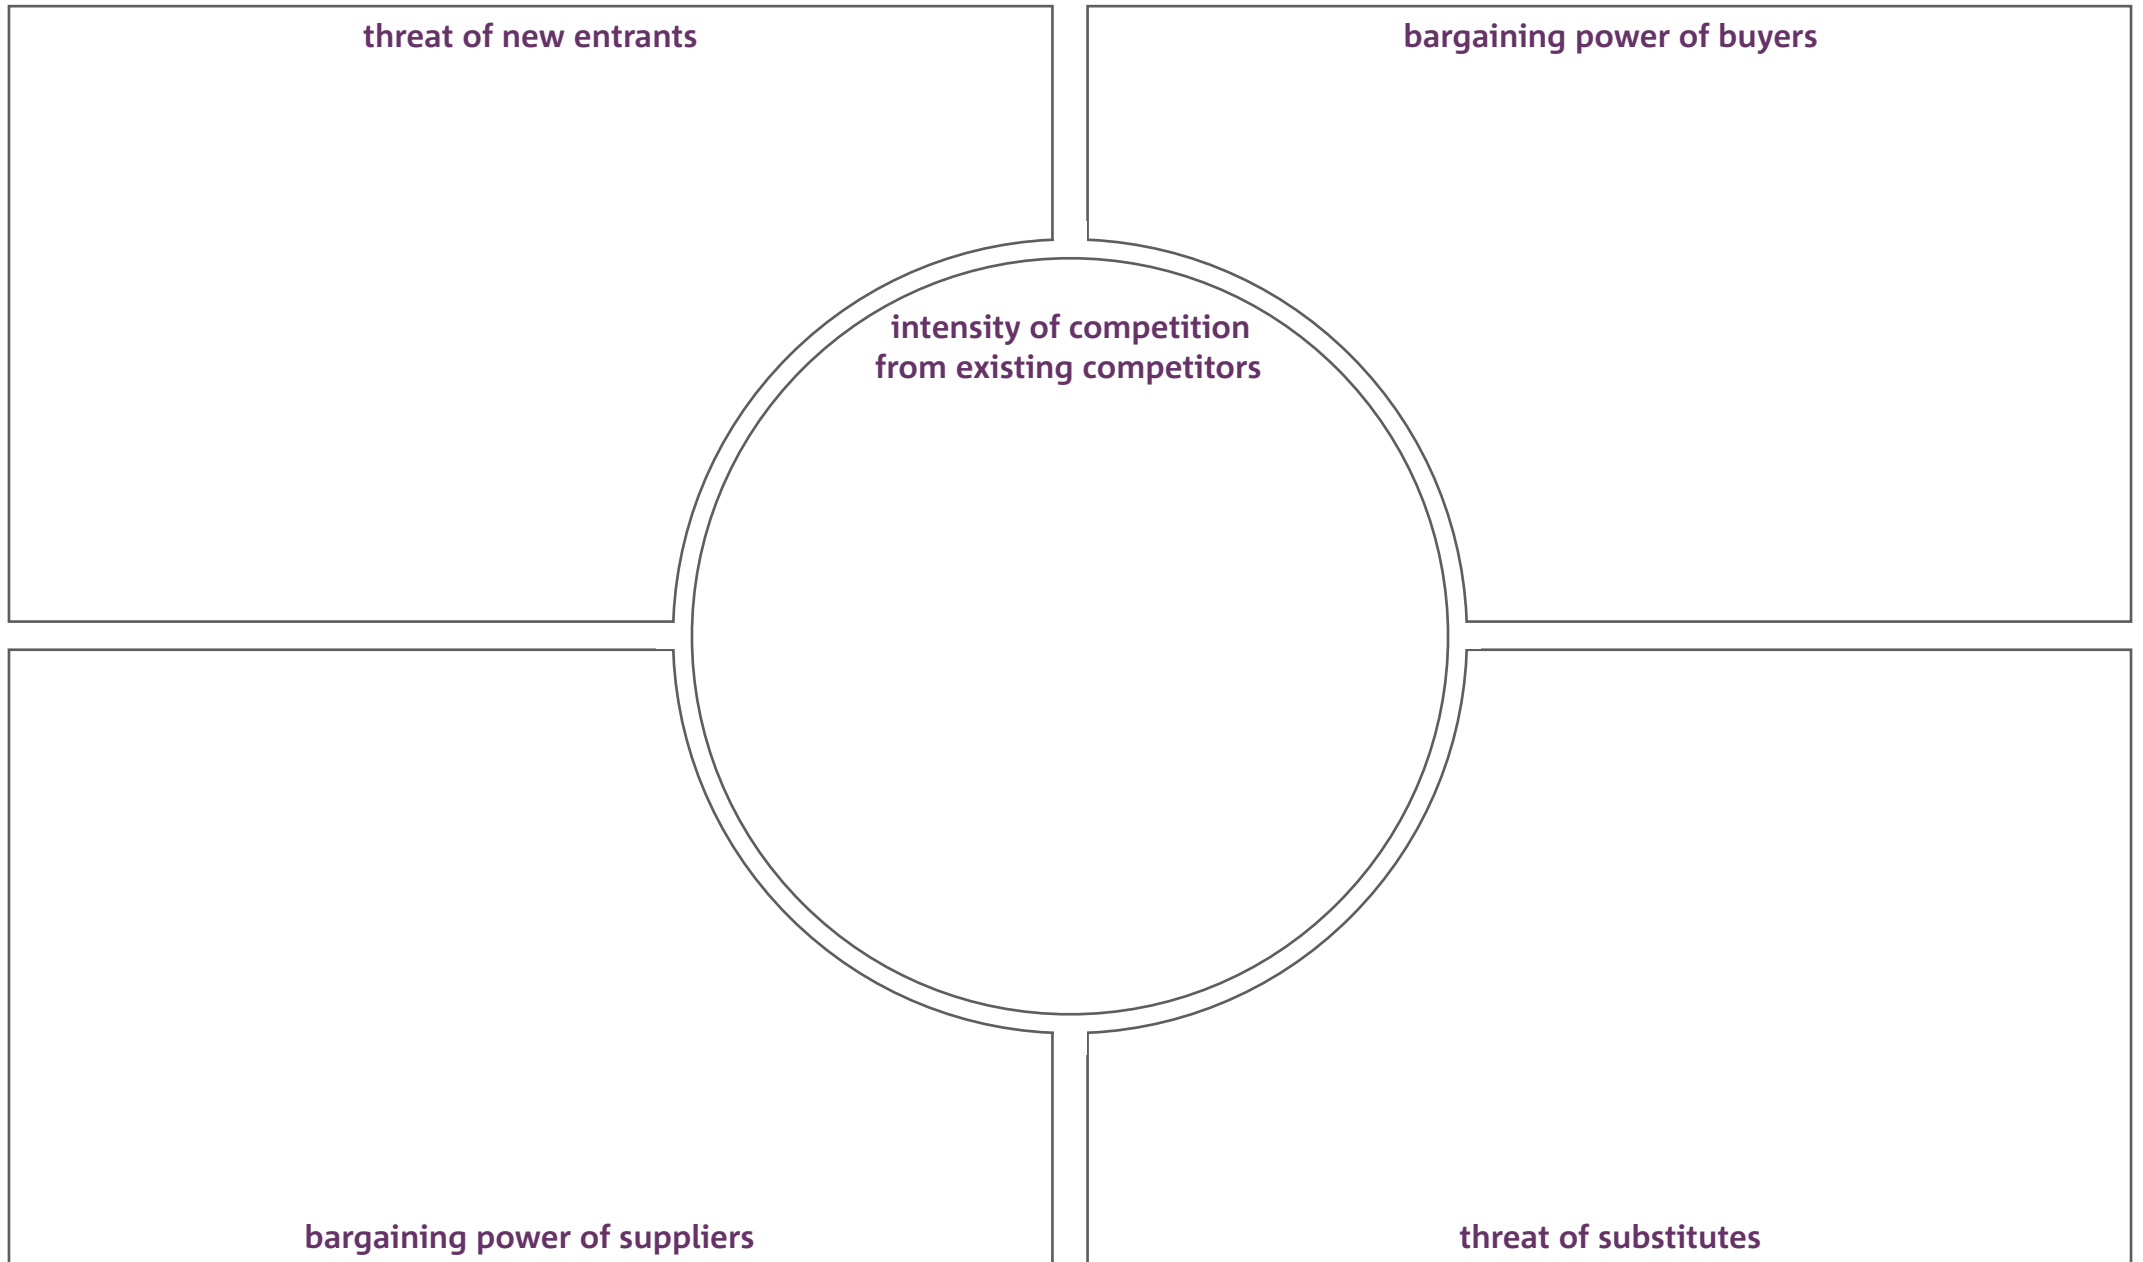 threat of new entrants
bargaining power of buyers
intensity of competition
from existing competitors
bargaining power of suppliers
threat of substitutes